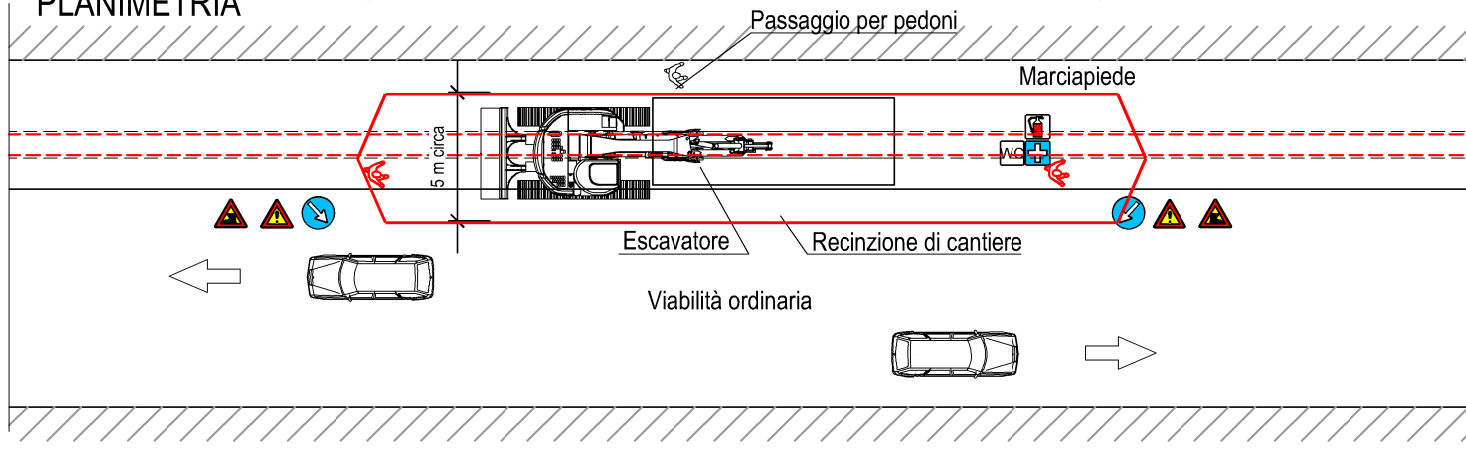 PLANIMETRIA
Passaggio per pedoni
Marciapiede
5 m circa
WC
Escavatore
Recinzione di cantiere
Viabilità ordinaria